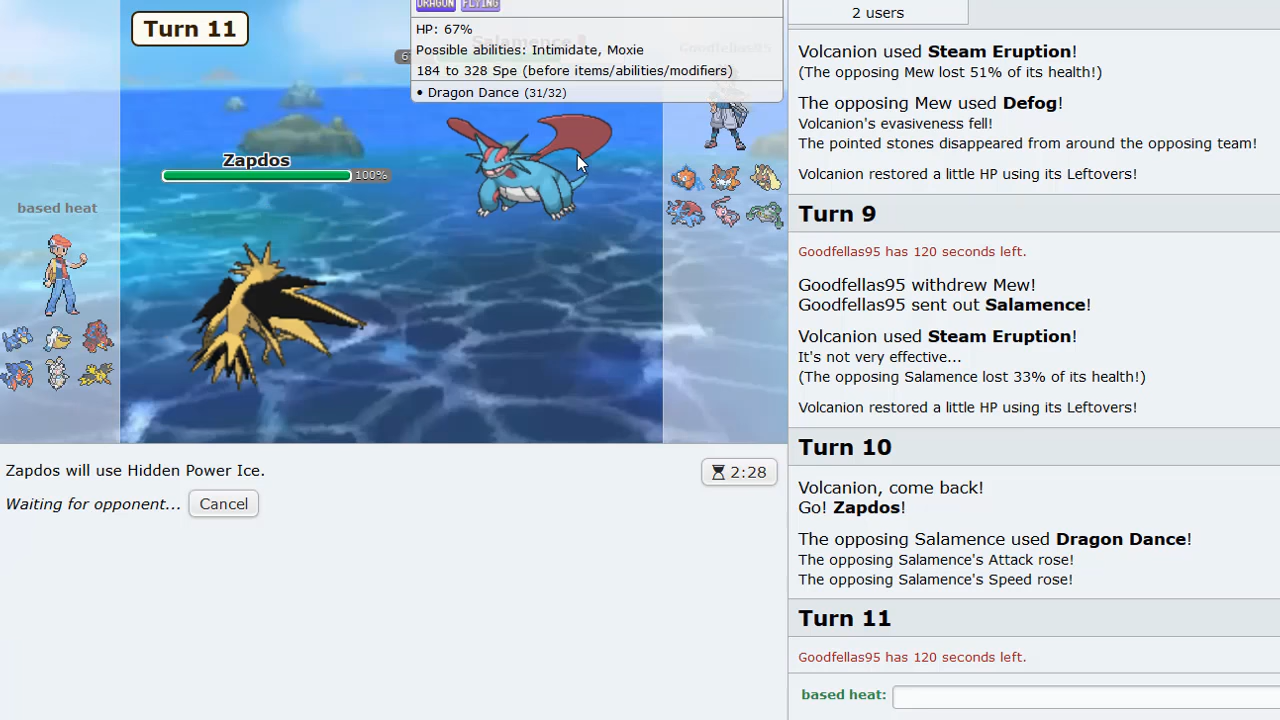 Turn 11
DRAGON FLYING
HP: 67%
Possible abilities: Intimidate, Moxie
184 to 328 Spe (before items/abilities/modifiers)
• Dragon Dance (31/32)
Salamence
Goodfellas95
Zapdos
100%
based heat
Zapdos will use Hidden Power Ice.
2:28
Waiting for opponent... Cancel
2 users
Volcanion used Steam Eruption!
(The opposing Mew lost 51% of its health!)
The opposing Mew used Defog!
Volcanion's evasiveness fell!
The pointed stones disappeared from around the opposing team!
Volcanion restored a little HP using its Leftovers!
Turn 9
Goodfellas95 has 120 seconds left.
Goodfellas95 withdrew Mew!
Goodfellas95 sent out Salamence!
Volcanion used Steam Eruption!
It's not very effective...
(The opposing Salamence lost 33% of its health!)
Volcanion restored a little HP using its Leftovers!
Turn 10
Volcanion, come back!
Go! Zapdos!
The opposing Salamence used Dragon Dance!
The opposing Salamence's Attack rose!
The opposing Salamence's Speed rose!
Turn 11
Goodfellas95 has 120 seconds left.
based heat: